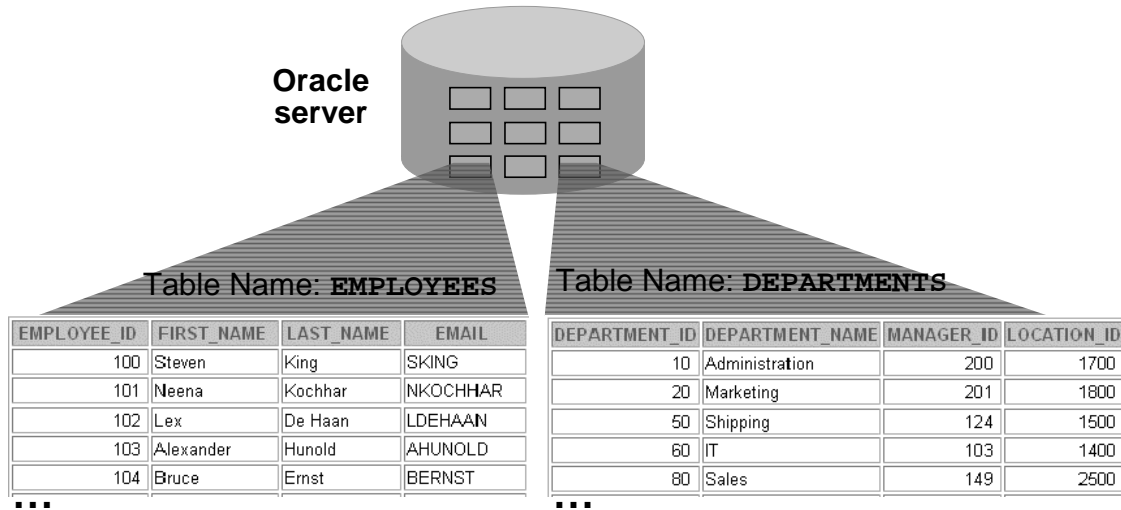 Oracle
server
Table Name: EMPLOYEES
Table Name: DEPARTMENTS
EMPLOYEE_ID FIRST_NAME LAST_NAME EMAIL
100 Steven King SKING
101 Neena Kochhar NKOCHHAR
102 Lex De Haan LDEHAAN
103 Alexander Hunold AHUNOLD
104 Bruce Ernst BERNST
...
DEPARTMENT_ID DEPARTMENT_NAME MANAGER_ID LOCATION_ID
10 Administration 200 1700
20 Marketing 201 1800
50 Shipping 124 1500
60 IT 103 1400
80 Sales 149 2500
...